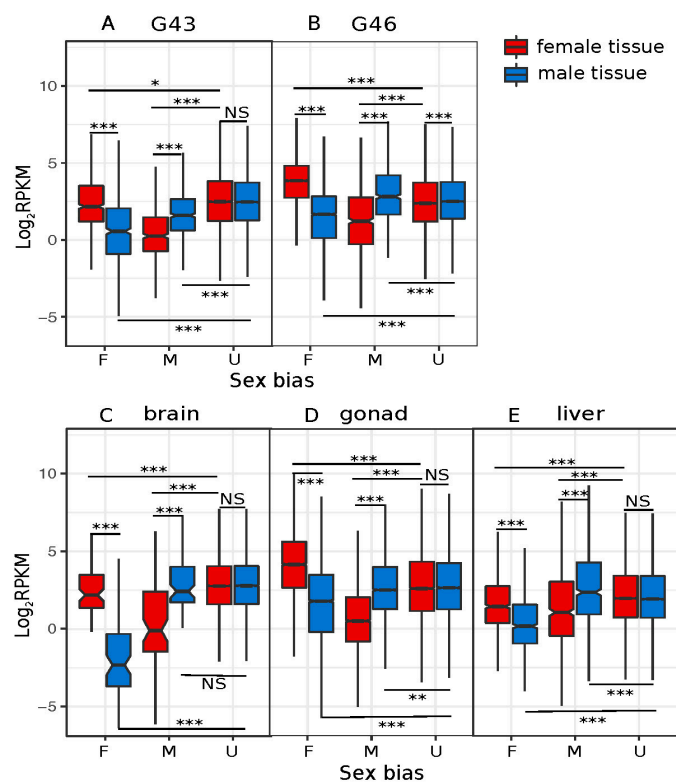 A G43 B G46
female tissue
male tissue
10
5
0
−5
Log2RPKM
*
***
***
***
NS
***
***
***
***
***
***
***
***
***
***
F M U F M U
Sex bias
C brain D gonad E liver
10
5
0
−5
Log2RPKM
***
***
***
***
NS
NS
***
***
***
***
***
NS
**
***
***
***
***
***
NS
***
***
F M U F M U F M U
Sex bias